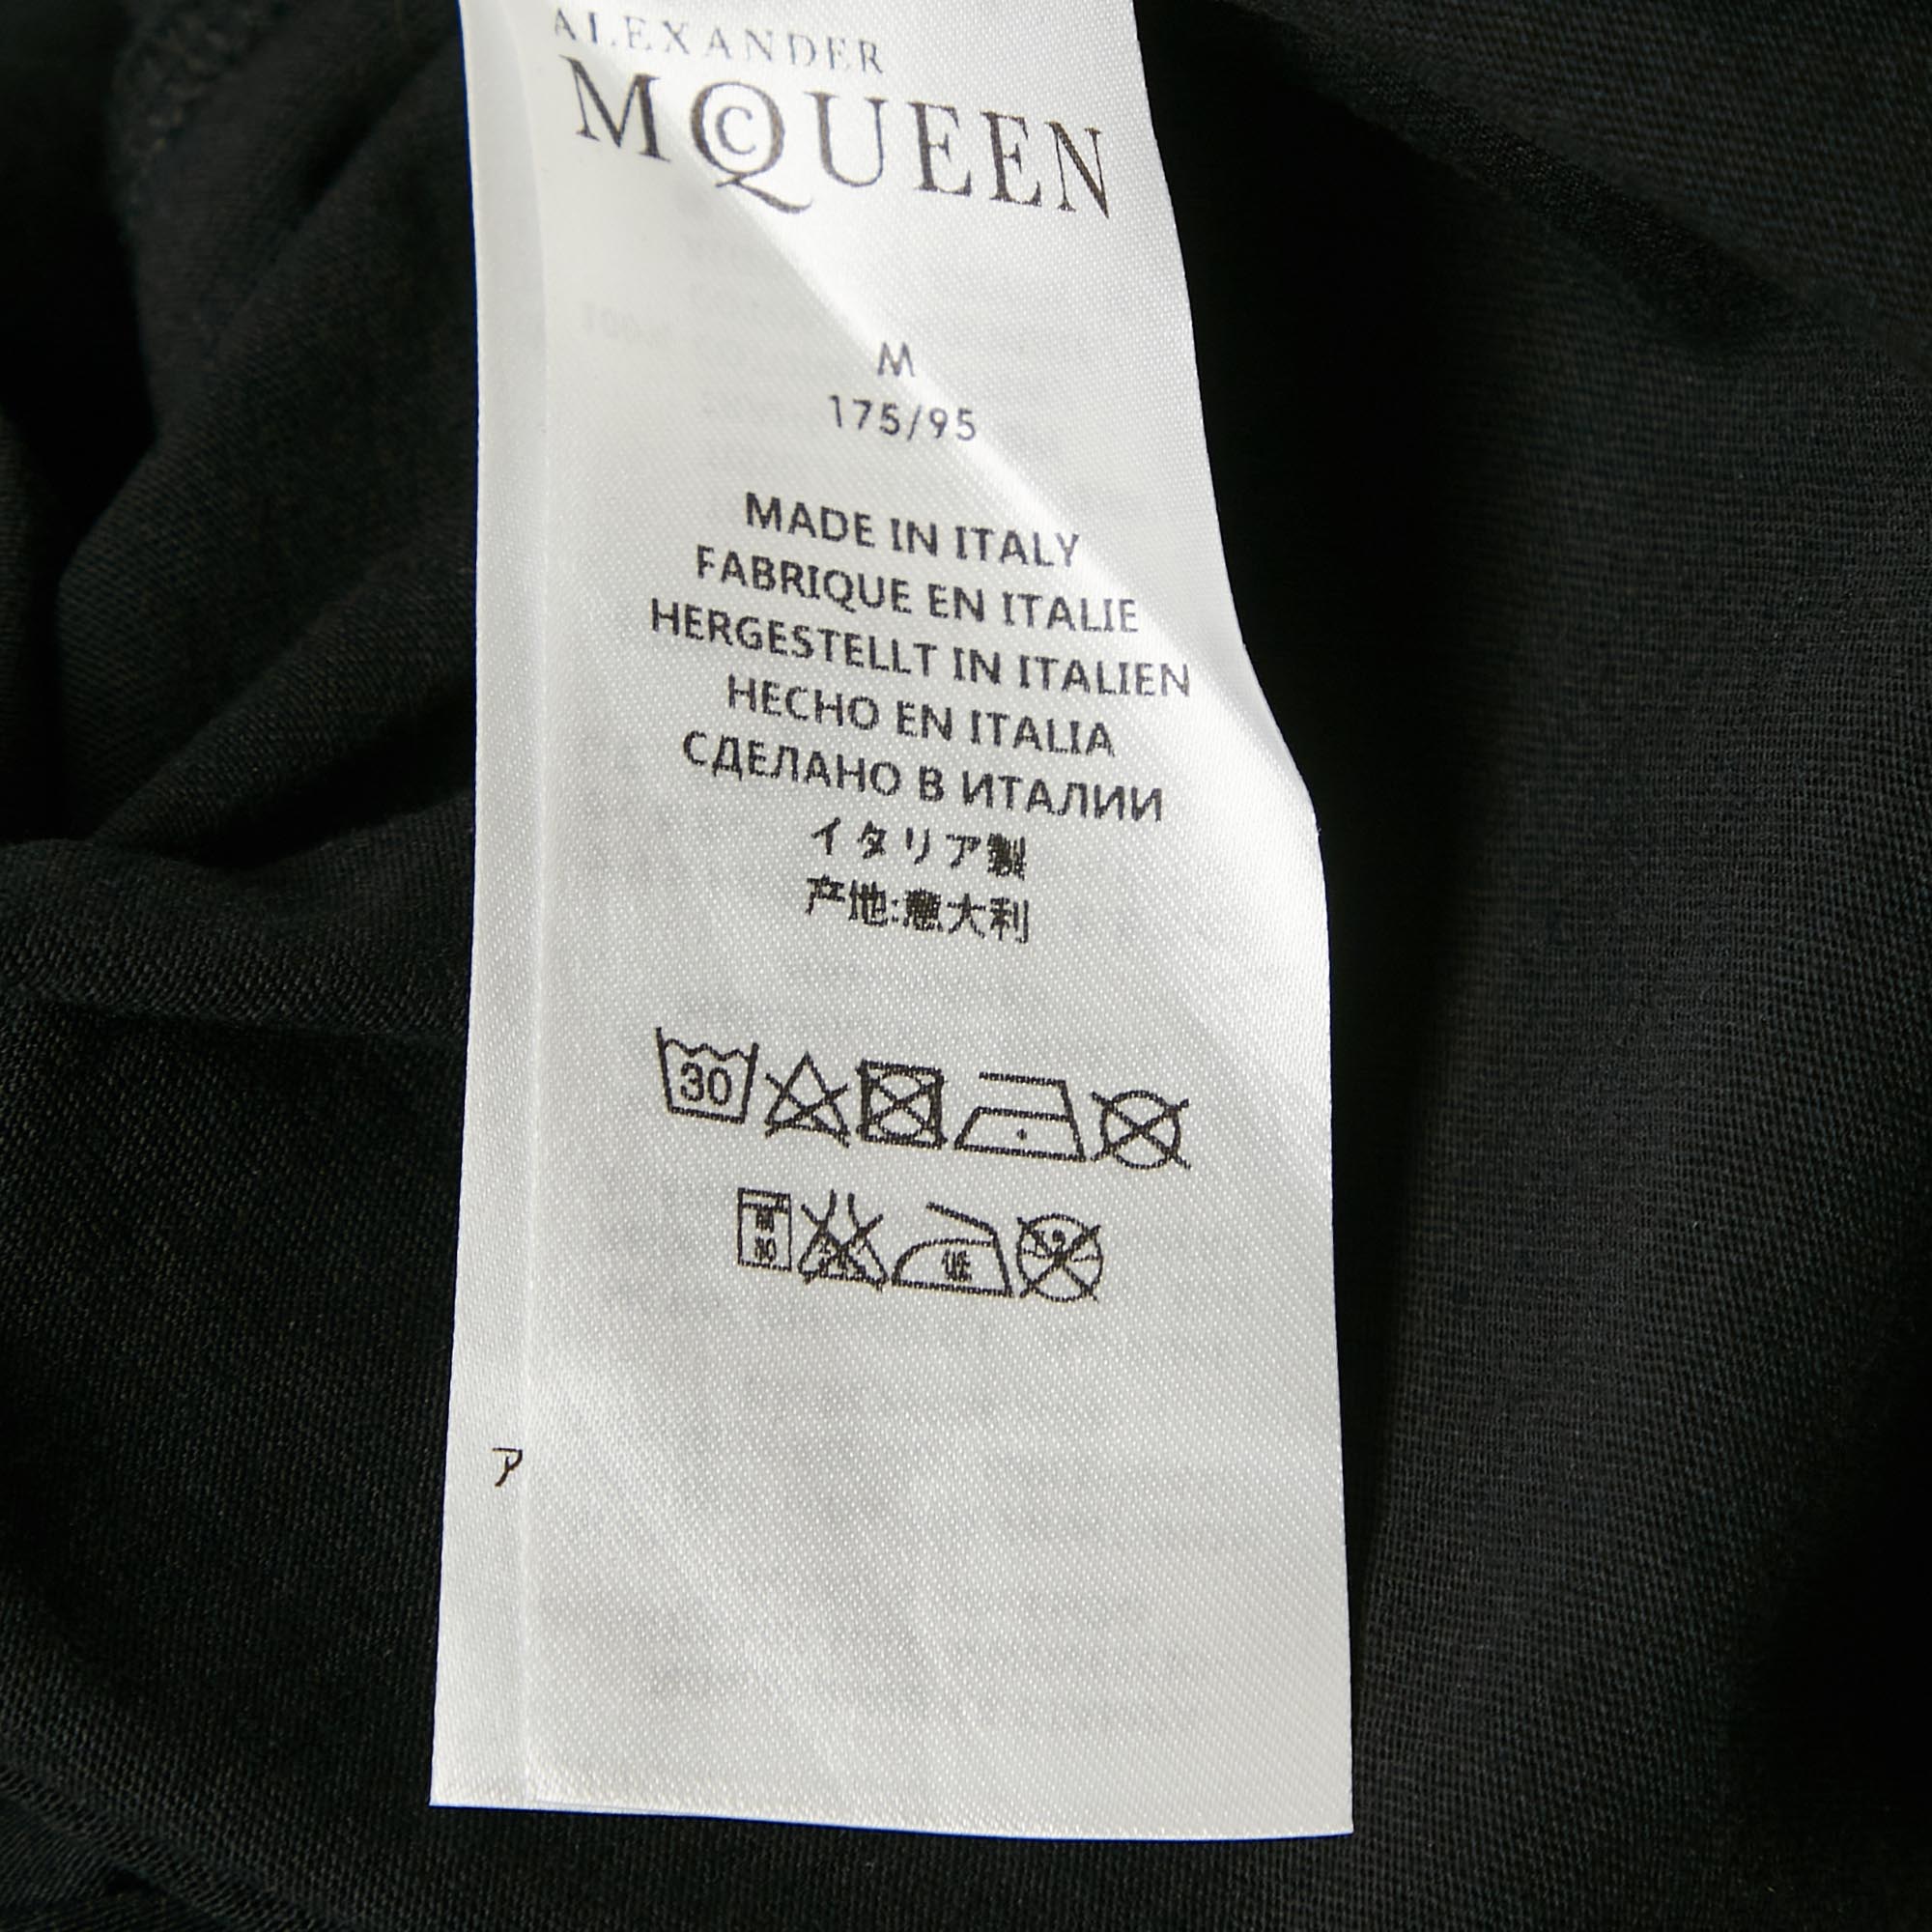 ALEXANDER
McQUEEN
M
175/95
MADE IN ITALY
FABRIQUE EN ITALIE
HERGESTELLT IN ITALIEN
HECHO EN ITALIA
СДЕЛАНО В ИТАЛИИ
イタリア製
产地:意大利
30
30
低
ア